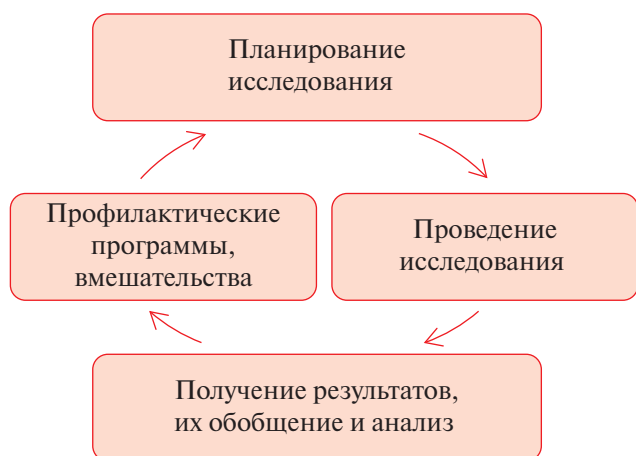 Планирование
исследования
Профилактические
программы,
вмешательства
Проведение
исследования
Получение результатов,
их обобщение и анализ